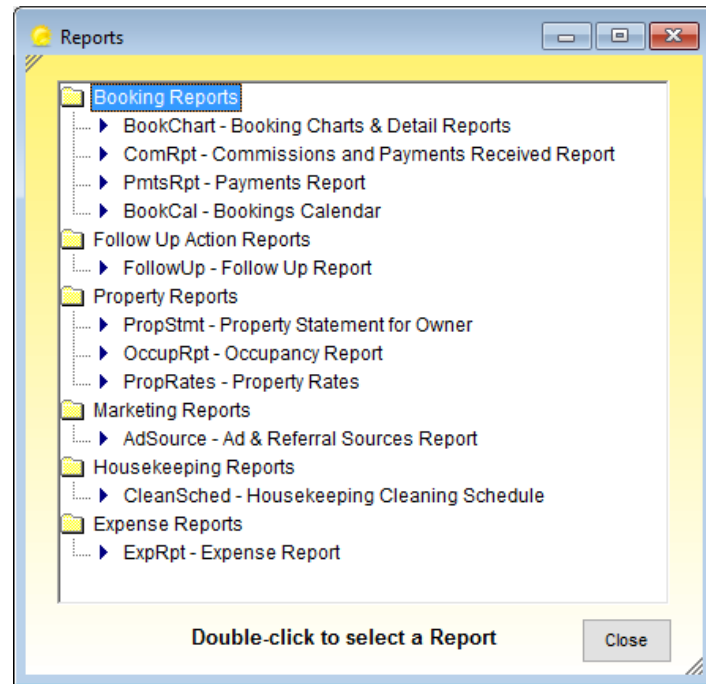 Reports
Booking Reports
BookChart - Booking Charts & Detail Reports
ComRpt - Commissions and Payments Received Report
PmtsRpt - Payments Report
BookCal - Bookings Calendar
Follow Up Action Reports
FollowUp - Follow Up Report
Property Reports
PropStmt - Property Statement for Owner
OccupRpt - Occupancy Report
PropRates - Property Rates
Marketing Reports
AdSource - Ad & Referral Sources Report
Housekeeping Reports
CleanSched - Housekeeping Cleaning Schedule
Expense Reports
ExpRpt - Expense Report
Double-click to select a Report
Close